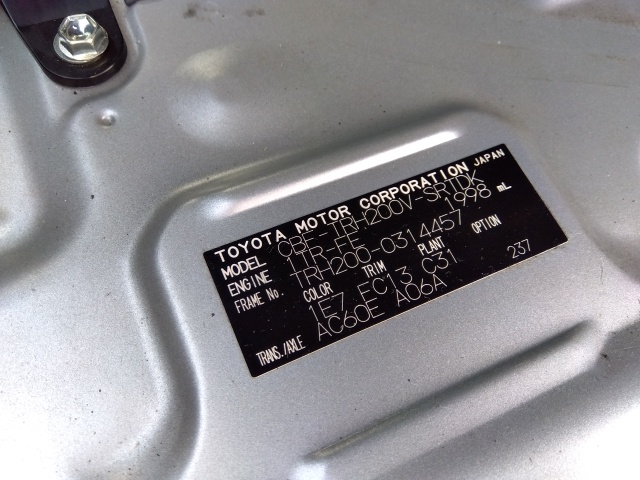 TOYOTA MOTOR CORPORATION JAPAN
MODEL CBF-TRH200V-SRTDK
ENGINE 1TR-FE 1998 mL
FRAME No. TRH200-0314457
COLOR TRIM PLANT OPTION
1E7 FC13 C31 237
TRANS./AXLE AC60E A06A